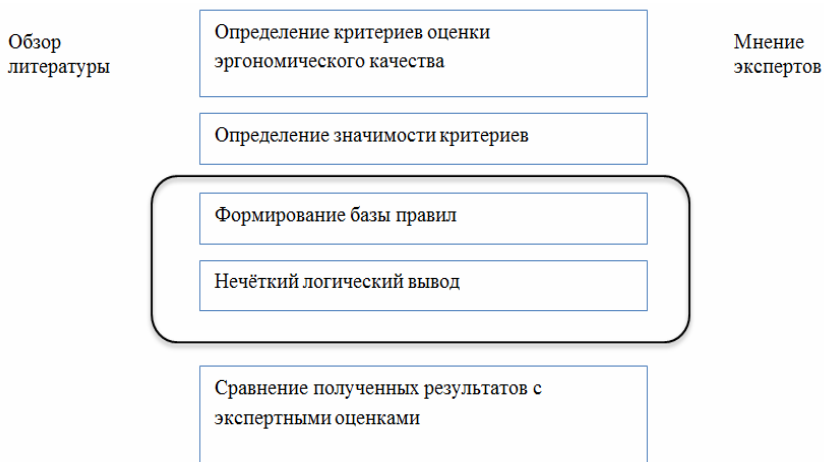 Обзор
литературы
Определение критериев оценки
эргономического качества
Мнение
экспертов
Определение значимости критериев
Формирование базы правил
Нечёткий логический вывод
Сравнение полученных результатов с
экспертными оценками